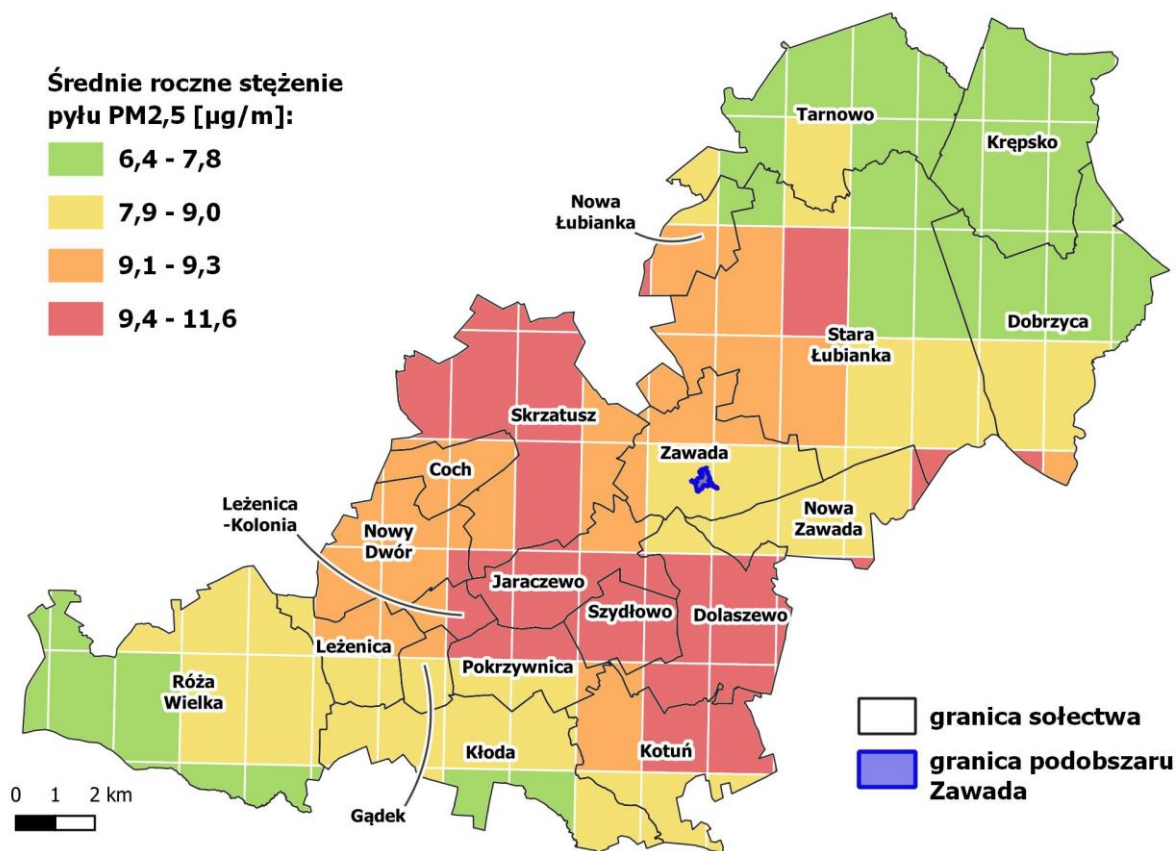 Średnie roczne stężenie
pyłu PM2,5 [µg/m]:
6,4 - 7,8
7,9 - 9,0
9,1 - 9,3
9,4 - 11,6
Tarnowo
Krępsko
Nowa
Łubianka
Dobrzyca
Stara
Łubianka
Skrzatusz
Zawada
Coch
Leżenica
-Kolonia
Nowy
Dwór
Nowa
Zawada
Jaraczewo
Szydłowo
Dolaszewo
Leżenica
Pokrzywnica
Róża
Wielka
Kłoda
Kotuń
Gądek
granica sołectwa
granica podobszaru
Zawada
0 1 2 km